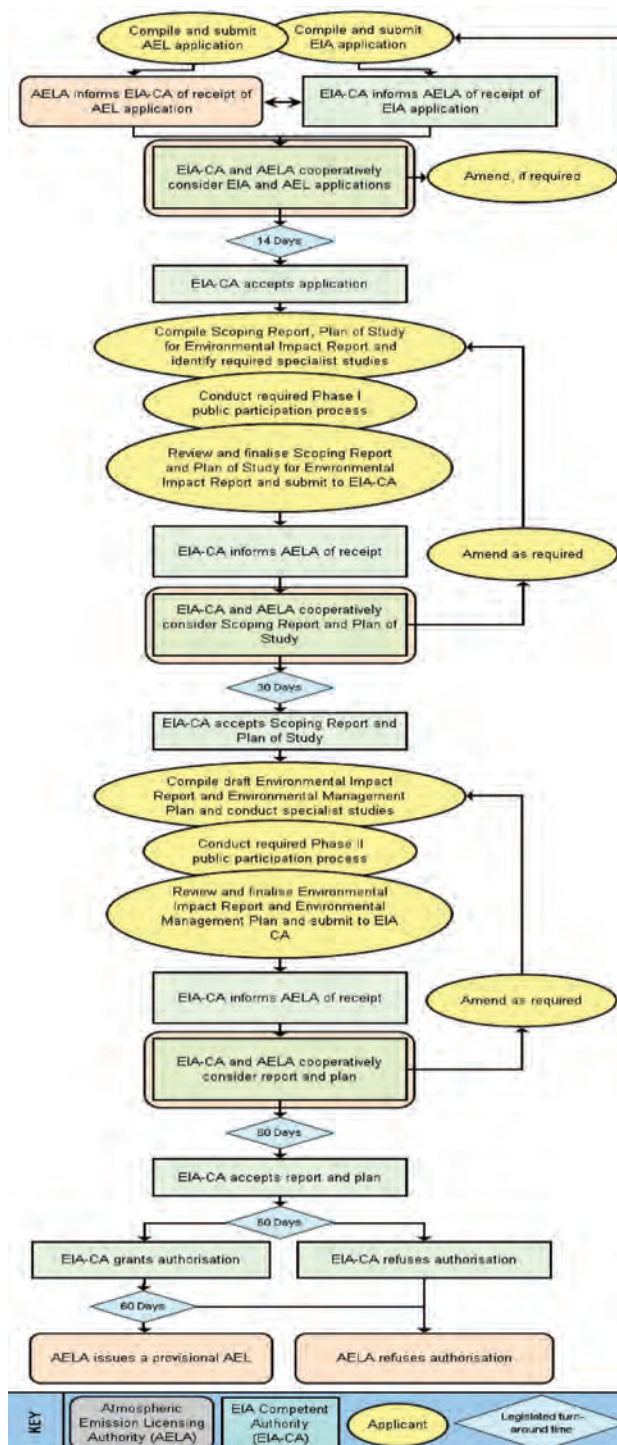 Compile and submit
AEL application
Compile and submit
EIA application
AELA informs EIA-CA of receipt of
AEL application
EIA-CA informs AELA of receipt of
EIA application
EIA-CA and AELA cooperatively
consider EIA and AEL applications
Amend, if required
14 Days
EIA-CA accepts application
Compile Scoping Report, Plan of Study
for Environmental Impact Report and
identify required specialist studies
Conduct required Phase I
public participation process
Review and finalise Scoping Report
and Plan of Study for Environmental
Impact Report and submit to EIA-CA
EIA-CA informs AELA of receipt
Amend as required
EIA-CA and AELA cooperatively
consider Scoping Report and Plan of
Study
30 Days
EIA-CA accepts Scoping Report and
Plan of Study
Compile draft Environmental Impact
Report and Environmental Management
Plan and conduct specialist studies
Conduct required Phase II
public participation process
Review and finalise Environmental
Impact Report and Environmental
Management Plan and submit to EIA
CA
EIA-CA informs AELA of receipt
Amend as required
EIA-CA and AELA cooperatively
consider report and plan
60 Days
EIA-CA accepts report and plan
60 Days
EIA-CA grants authorisation
EIA-CA refuses authorisation
60 Days
AELA issues a provisional AEL
AELA refuses authorisation
KEY
Atmospheric
Emission Licensing
Authority (AELA)
EIA Competent
Authority
(EIA-CA)
Applicant
Legislated turn-
around time